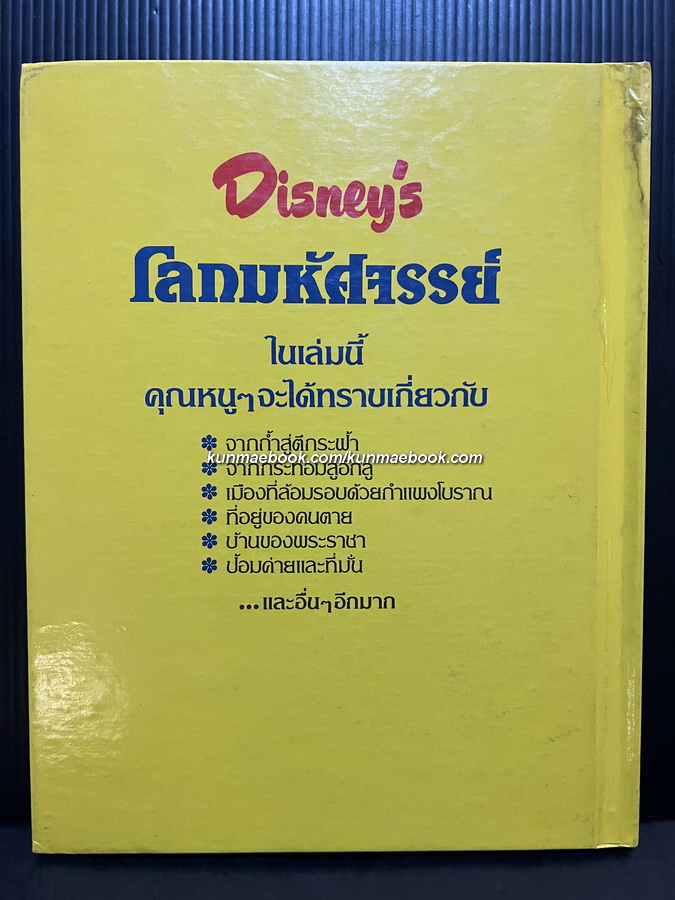 Disney's
โลกมหัศจรรย์
ในเล่มนี้
คุณหนูๆจะได้ทราบเกี่ยวกับ
✽ จากถ้ำสู่ตึกระฟ้า
kunmaebook.com/kunmaebook.com
✽ จากกระท่อมสู่อิกลู
✽ เมืองที่ล้อมรอบด้วยกำแพงโบราณ
✽ ที่อยู่ของคนตาย
✽ บ้านของพระราชา
✽ ป้อมค่ายและที่มั่น
...และอื่นๆอีกมาก